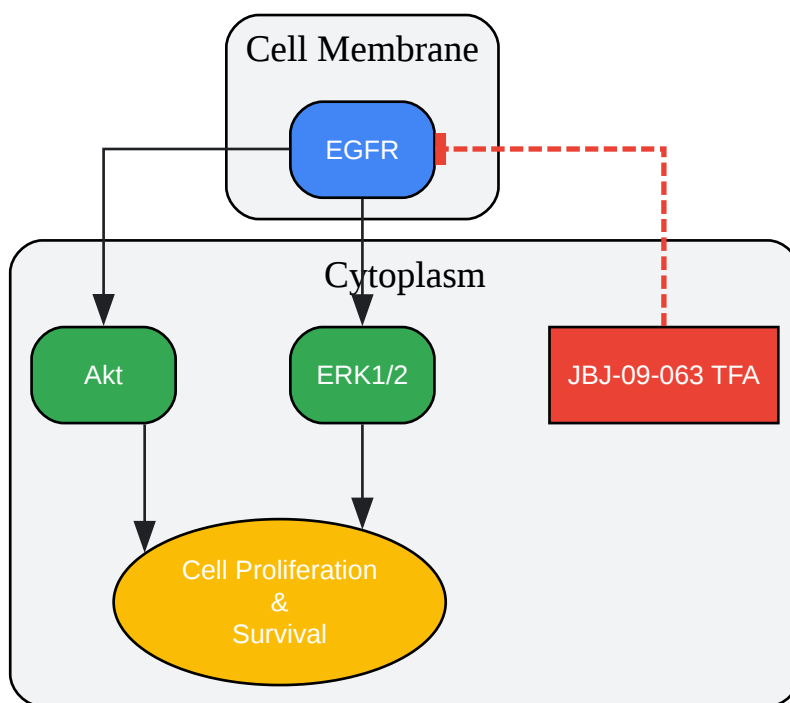 Cell Membrane
EGFR
Cytoplasm
Akt
ERK1/2
JBJ-09-063 TFA
Cell Proliferation
&
Survival